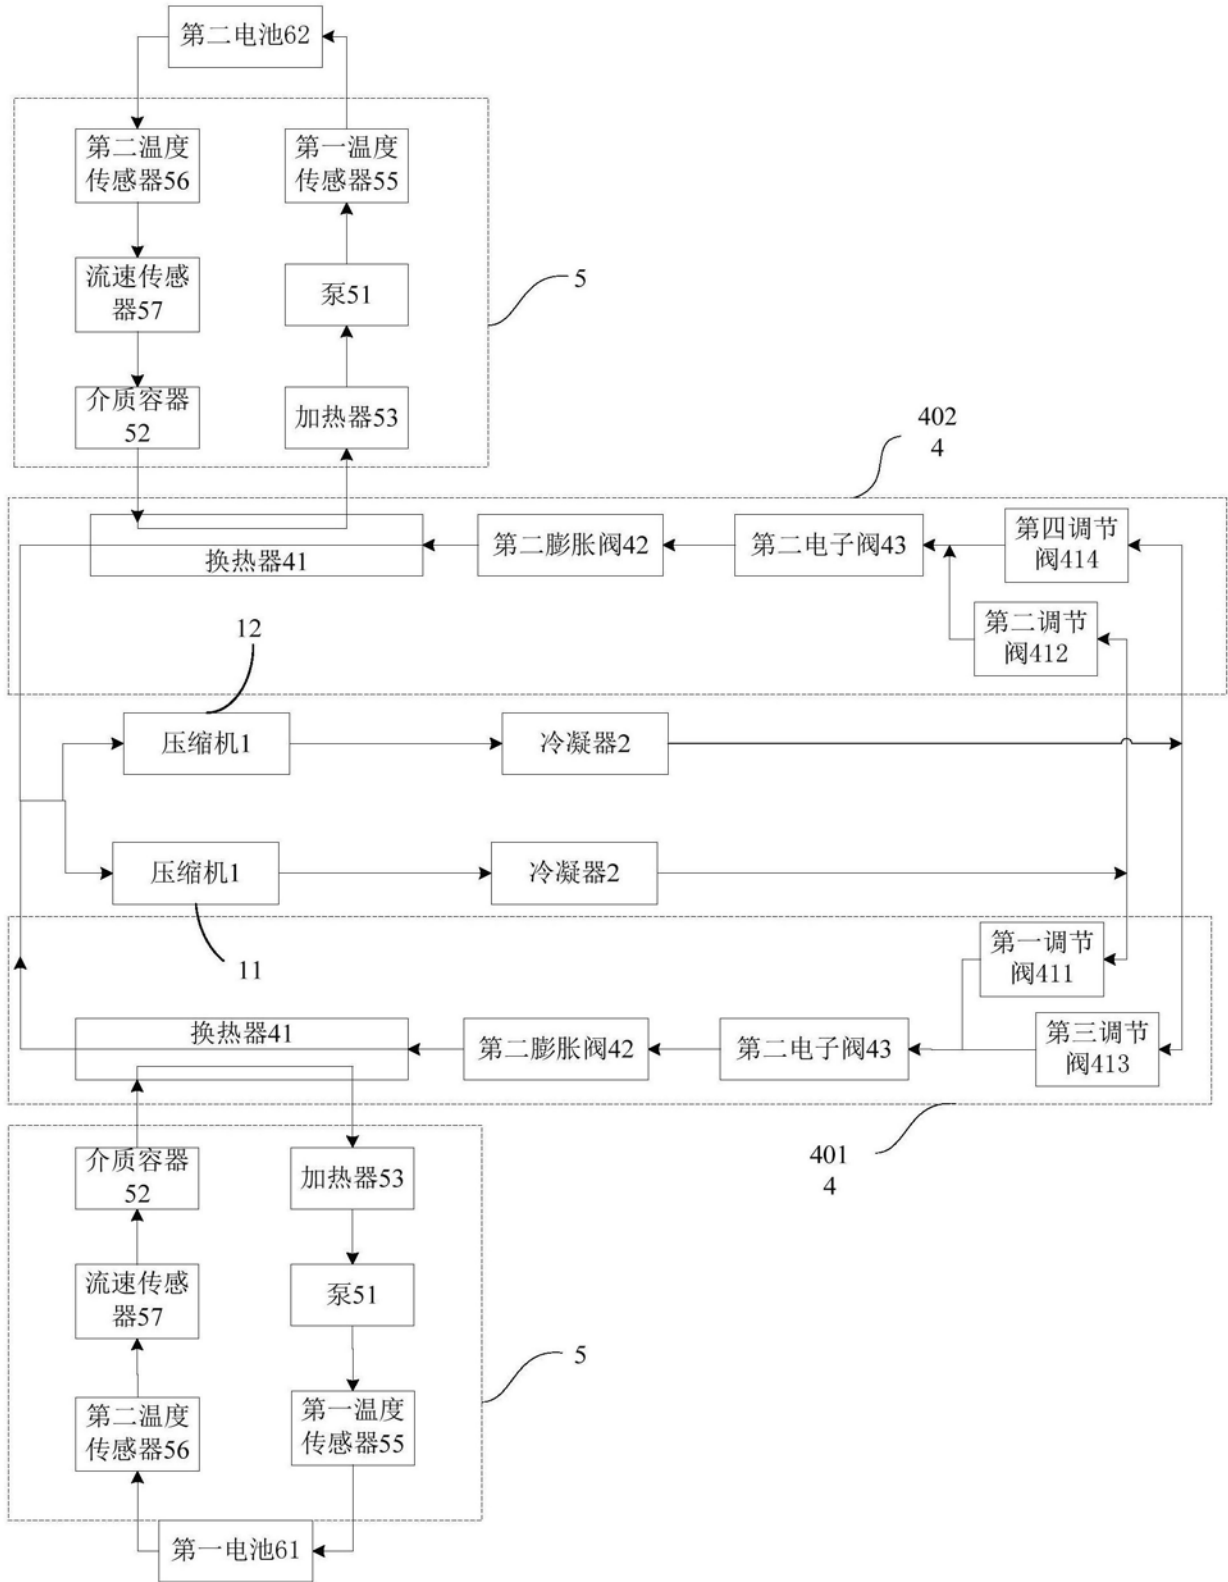 第二电池62
第二温度
传感器56
第一温度
传感器55
流速传感
器57
泵51
5
介质容器
52
加热器53
402
4
换热器41
第二膨胀阀42
第二电子阀43
第四调节
阀414
第二调节
阀412
12
压缩机1
冷凝器2
压缩机1
冷凝器2
11
第一调节
阀411
换热器41
第二膨胀阀42
第二电子阀43
第三调节
阀413
401
4
介质容器
52
加热器53
流速传感
器57
泵51
5
第二温度
传感器56
第一温度
传感器55
第一电池61